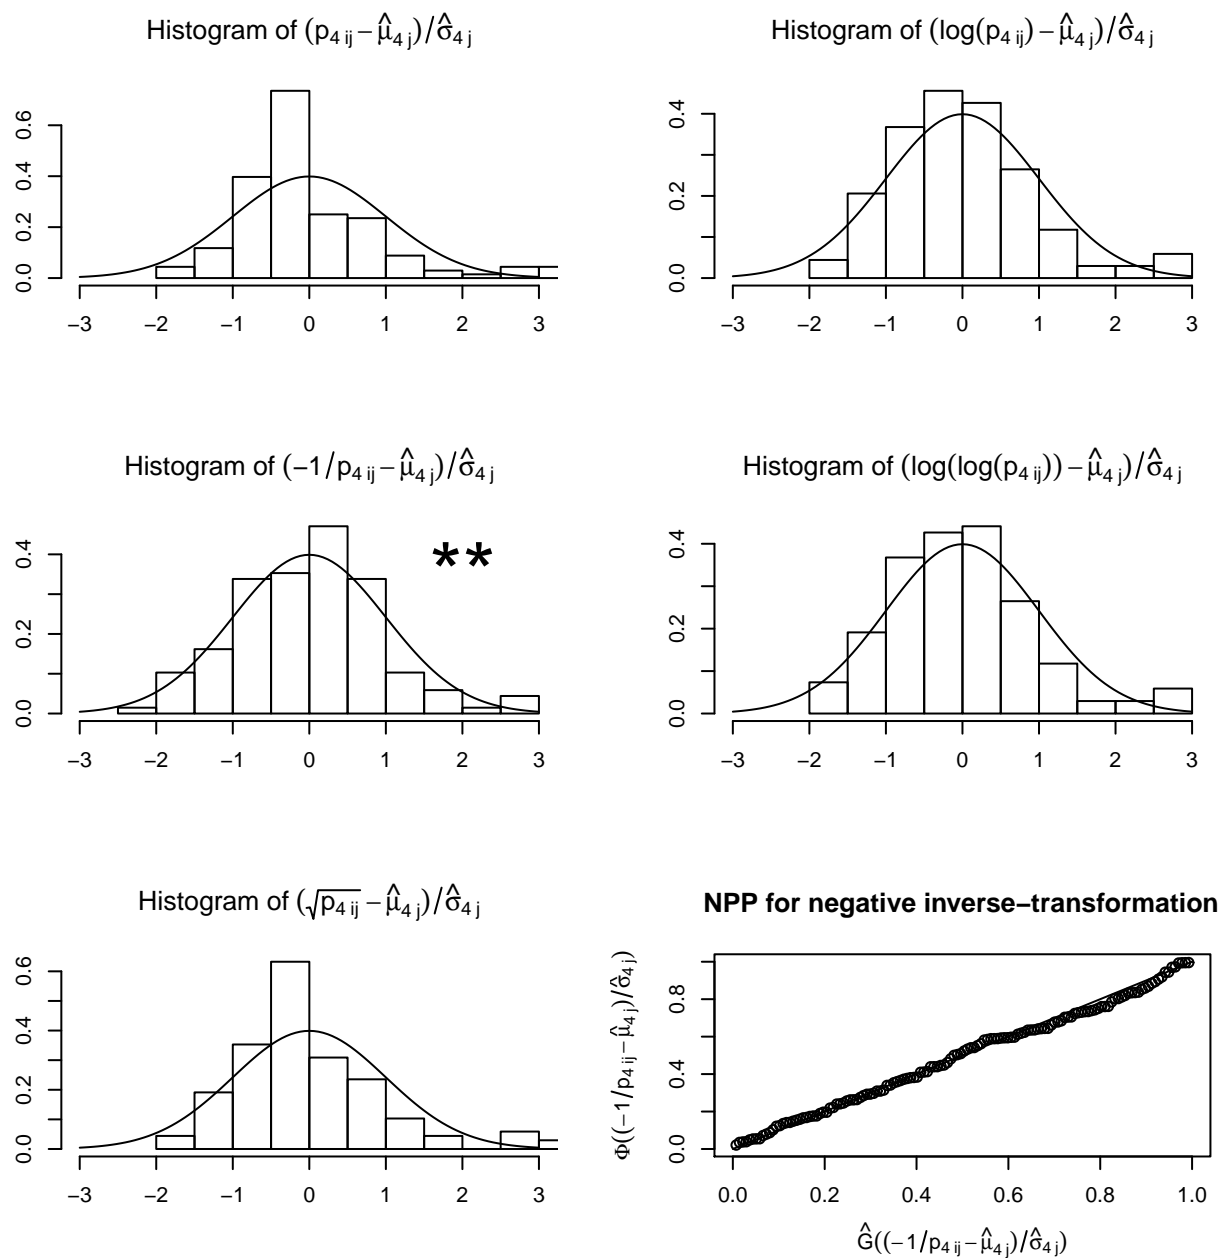 Histogram of (p4 ij − μ̂4 j)/σ̂4 j
0.0 0.2 0.4 0.6
−3 −2 −1 0 1 2 3
Histogram of (log(p4 ij) − μ̂4 j)/σ̂4 j
0.0 0.2 0.4
−3 −2 −1 0 1 2 3
Histogram of (−1/p4 ij − μ̂4 j)/σ̂4 j
**
0.0 0.2 0.4
−3 −2 −1 0 1 2 3
Histogram of (log(log(p4 ij)) − μ̂4 j)/σ̂4 j
0.0 0.2 0.4
−3 −2 −1 0 1 2 3
Histogram of (√p4 ij − μ̂4 j)/σ̂4 j
0.0 0.2 0.4 0.6
−3 −2 −1 0 1 2 3
NPP for negative inverse−transformation
Φ((−1/p4 ij − μ̂4 j)/σ̂4 j)
0.0 0.4 0.8
0.0 0.2 0.4 0.6 0.8 1.0
Ĝ((−1/p4 ij − μ̂4 j)/σ̂4 j)